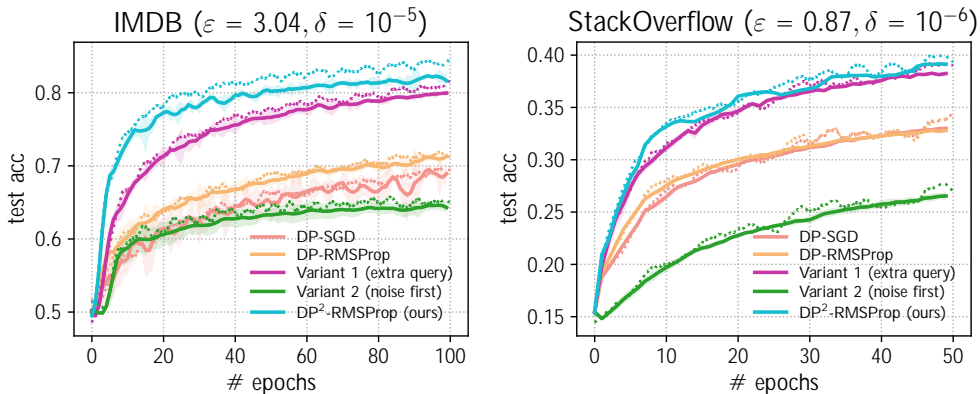 IMDB (ε = 3.04, δ = 10⁻⁵)
test acc
0.8
0.7
0.6
0.5
DP-SGD
DP-RMSProp
Variant 1 (extra query)
Variant 2 (noise first)
DP²-RMSProp (ours)
0 20 40 60 80 100
# epochs
StackOverflow (ε = 0.87, δ = 10⁻⁶)
test acc
0.40
0.35
0.30
0.25
0.20
0.15
DP-SGD
DP-RMSProp
Variant 1 (extra query)
Variant 2 (noise first)
DP²-RMSProp (ours)
0 10 20 30 40 50
# epochs